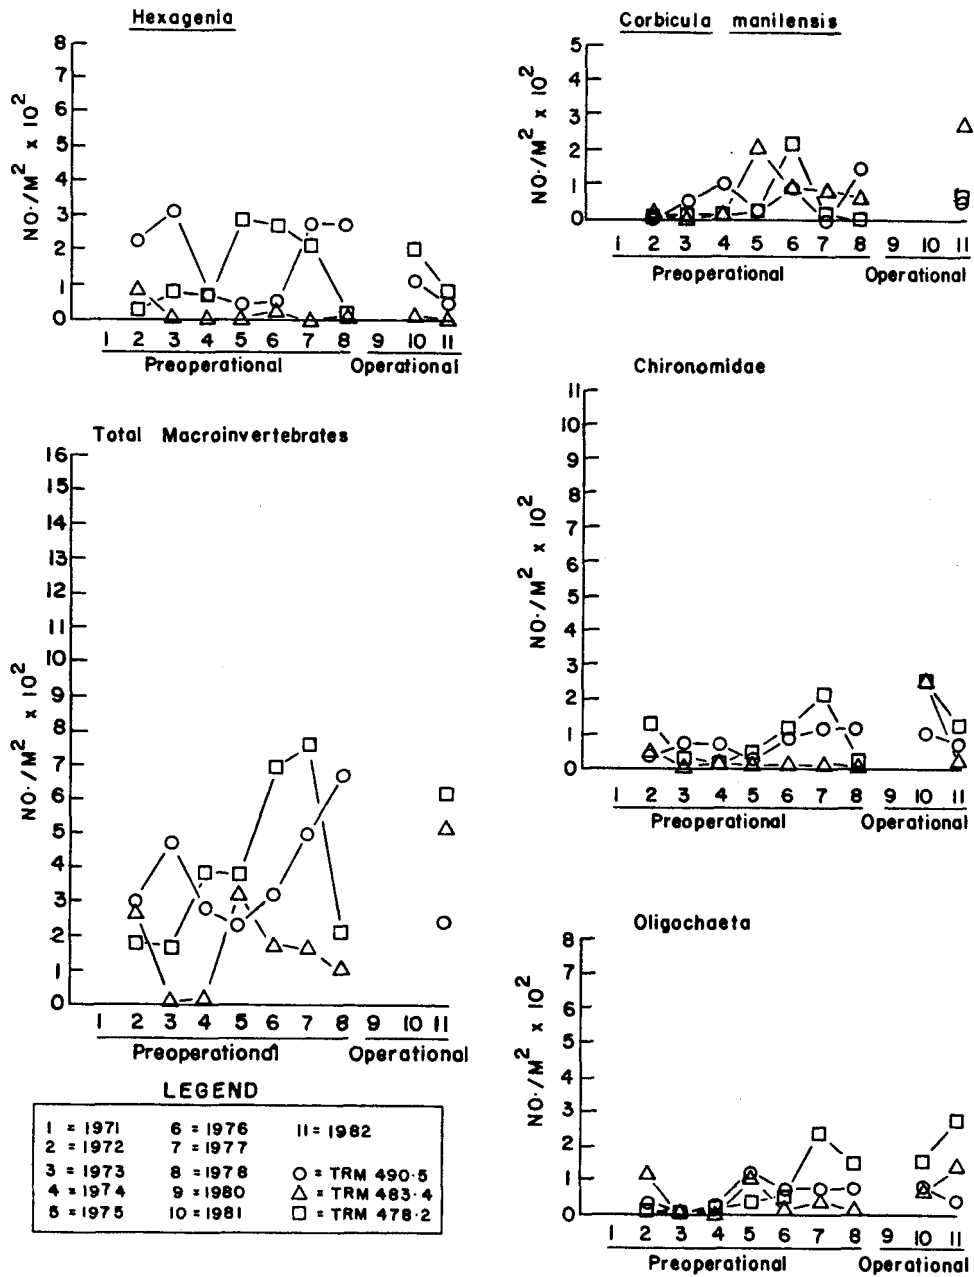 Hexagenia
NO./M² x 10²
8
7
6
5
4
3
2
1
0
1 2 3 4 5 6 7 8 9 10 11
Preoperational Operational
Corbicula manilensis
NO./M² x 10²
5
4
3
2
1
0
1 2 3 4 5 6 7 8 9 10 11
Preoperational Operational
Total Macroinvertebrates
NO./M² x 10²
16
15
14
13
12
11
10
9
8
7
6
5
4
3
2
1
0
1 2 3 4 5 6 7 8 9 10 11
Preoperational Operational
Chironomidae
NO./M² x 10²
11
10
9
8
7
6
5
4
3
2
1
0
1 2 3 4 5 6 7 8 9 10 11
Preoperational Operational
Oligochaeta
NO./M² x 10²
8
7
6
5
4
3
2
1
0
1 2 3 4 5 6 7 8 9 10 11
Preoperational Operational
LEGEND
1 = 1971 6 = 1976 11 = 1982
2 = 1972 7 = 1977
3 = 1973 8 = 1978 = TRM 490.5
4 = 1974 9 = 1980 = TRM 483.4
5 = 1975 10 = 1981 = TRM 478.2